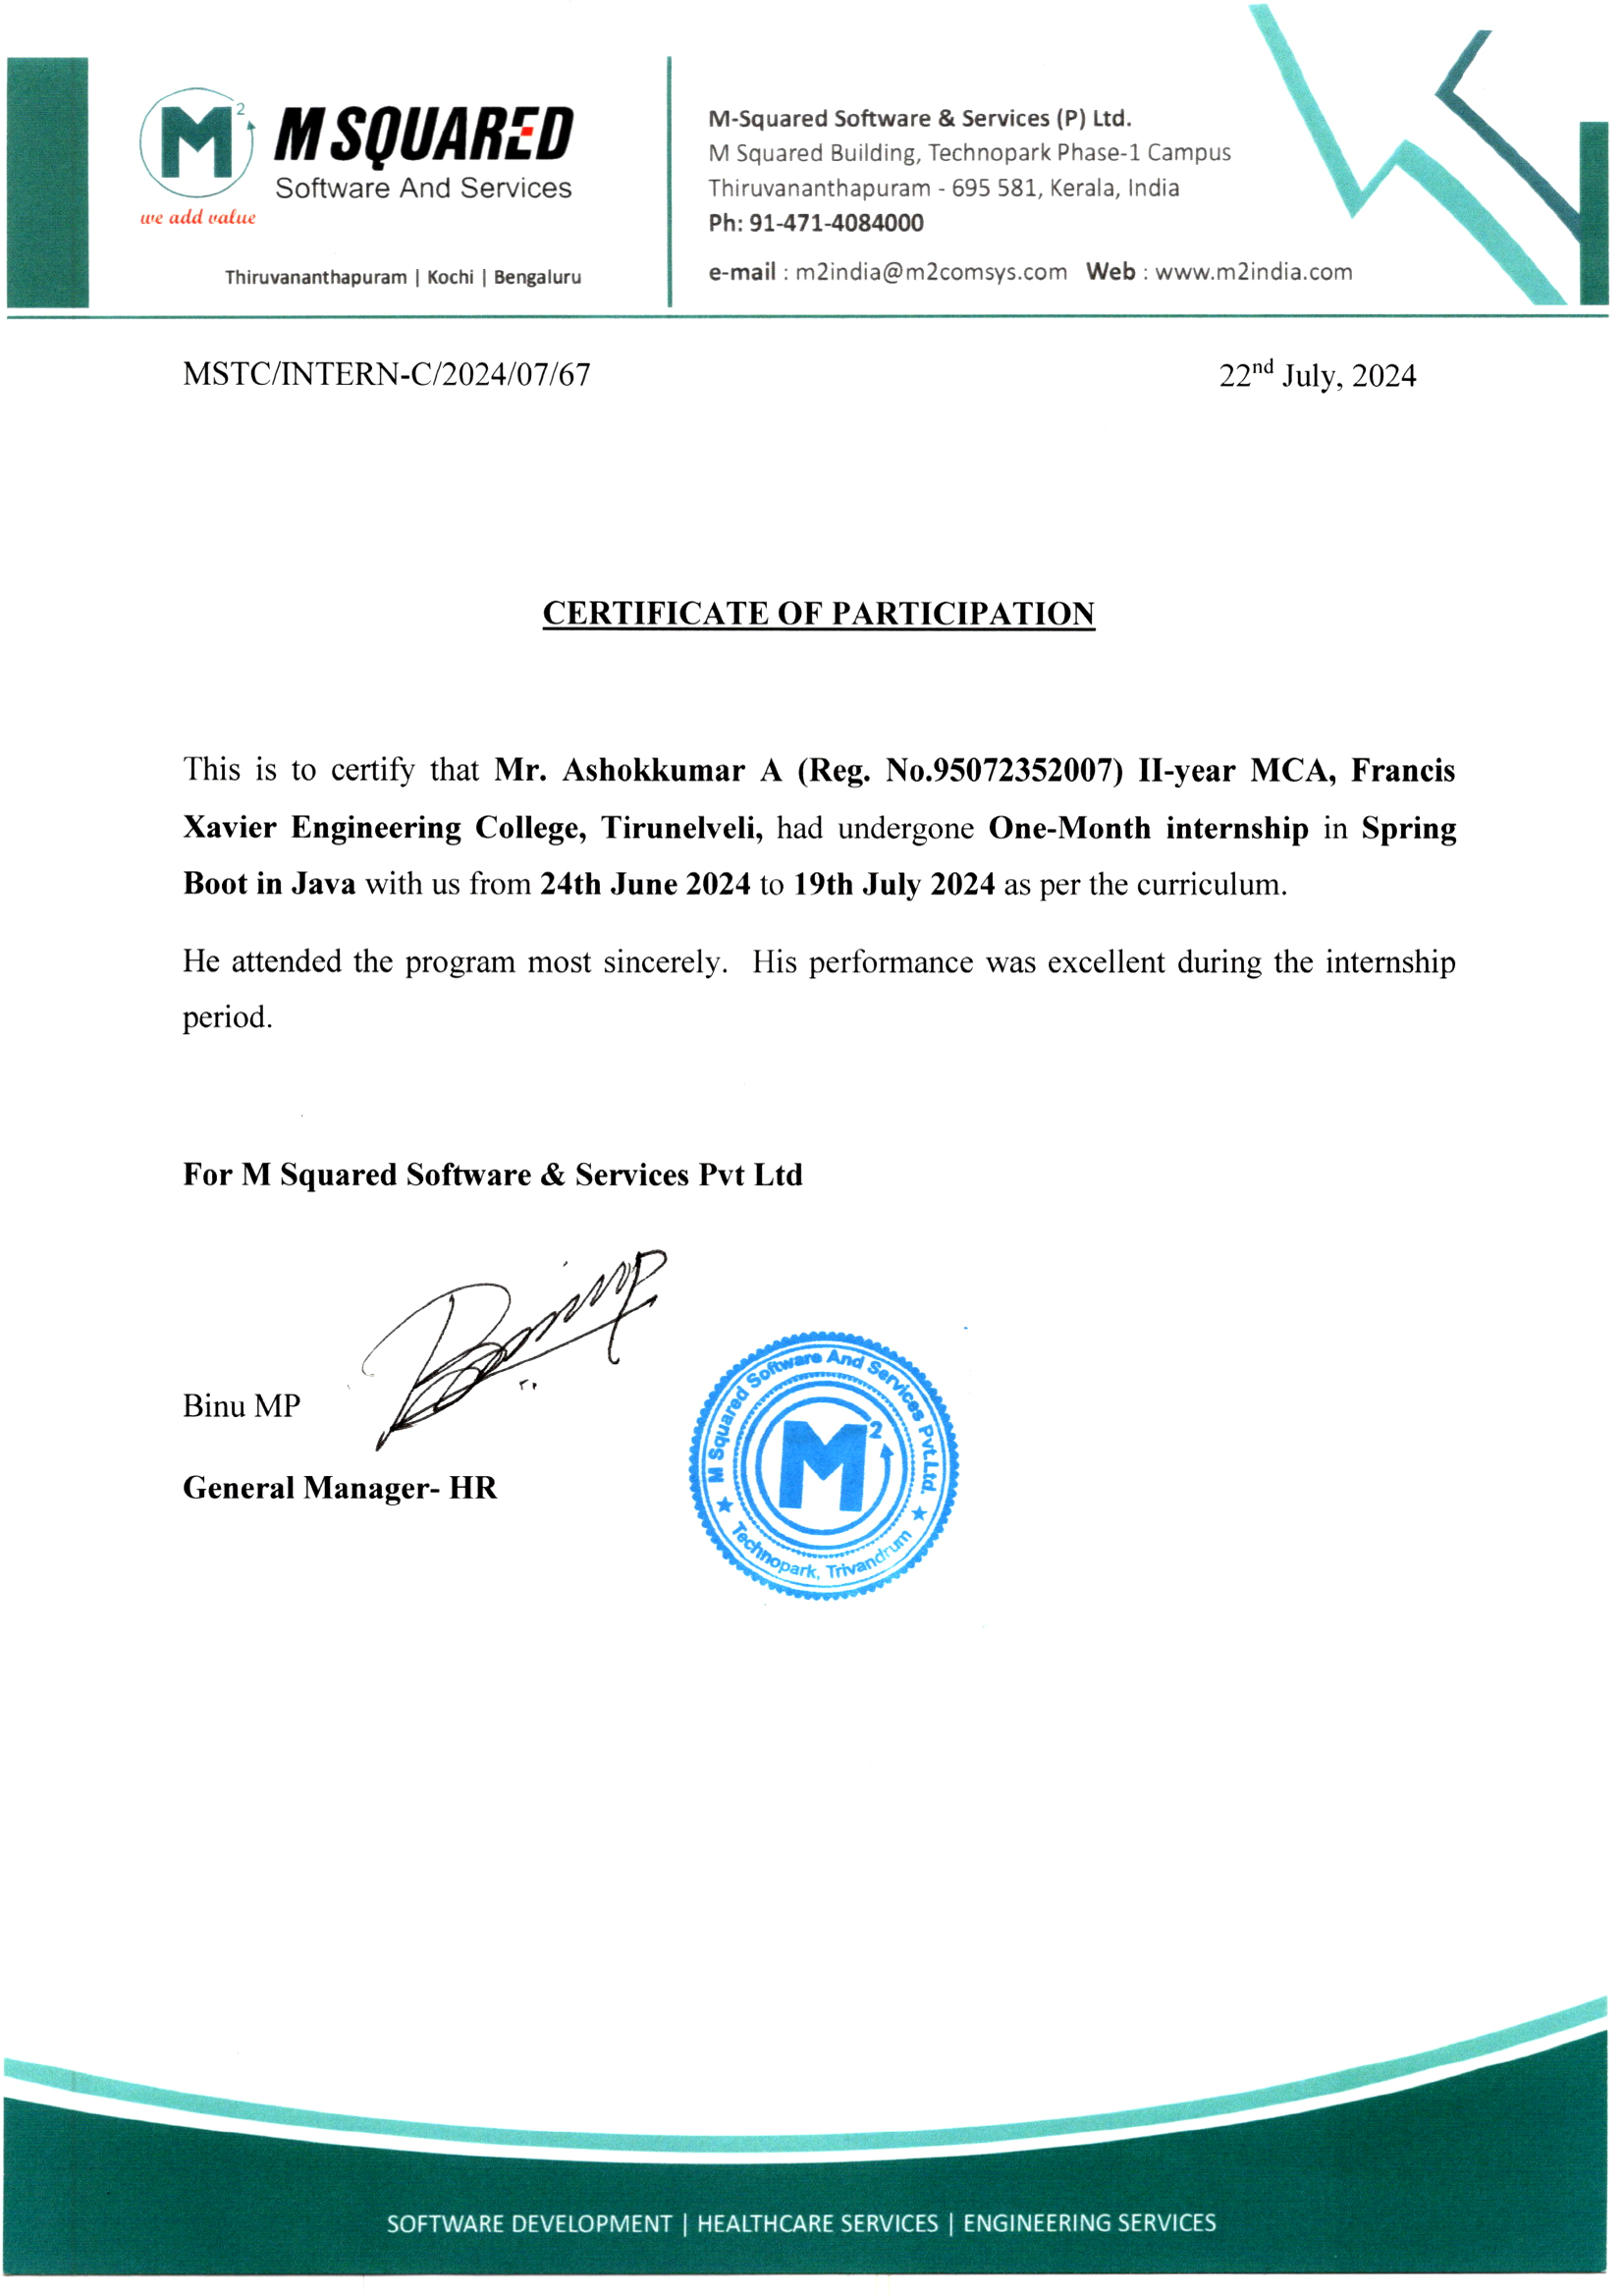 M 2
M SQUARED
Software And Services
we add value
Thiruvananthapuram | Kochi | Bengaluru
M-Squared Software & Services (P) Ltd.
M Squared Building, Technopark Phase-1 Campus
Thiruvananthapuram - 695 581, Kerala, India
Ph: 91-471-4084000
e-mail : m2india@m2comsys.com Web : www.m2india.com
MSTC/INTERN-C/2024/07/67
22nd July, 2024
CERTIFICATE OF PARTICIPATION
This is to certify that Mr. Ashokkumar A (Reg. No.95072352007) II-year MCA, Francis
Xavier Engineering College, Tirunelveli, had undergone One-Month internship in Spring
Boot in Java with us from 24th June 2024 to 19th July 2024 as per the curriculum.
He attended the program most sincerely. His performance was excellent during the internship
period.
For M Squared Software & Services Pvt Ltd
Binu MP
Binu MP
General Manager- HR
M Squared Software And Services Pvt.Ltd.
M 2
Technopark, Trivandrum
SOFTWARE DEVELOPMENT | HEALTHCARE SERVICES | ENGINEERING SERVICES